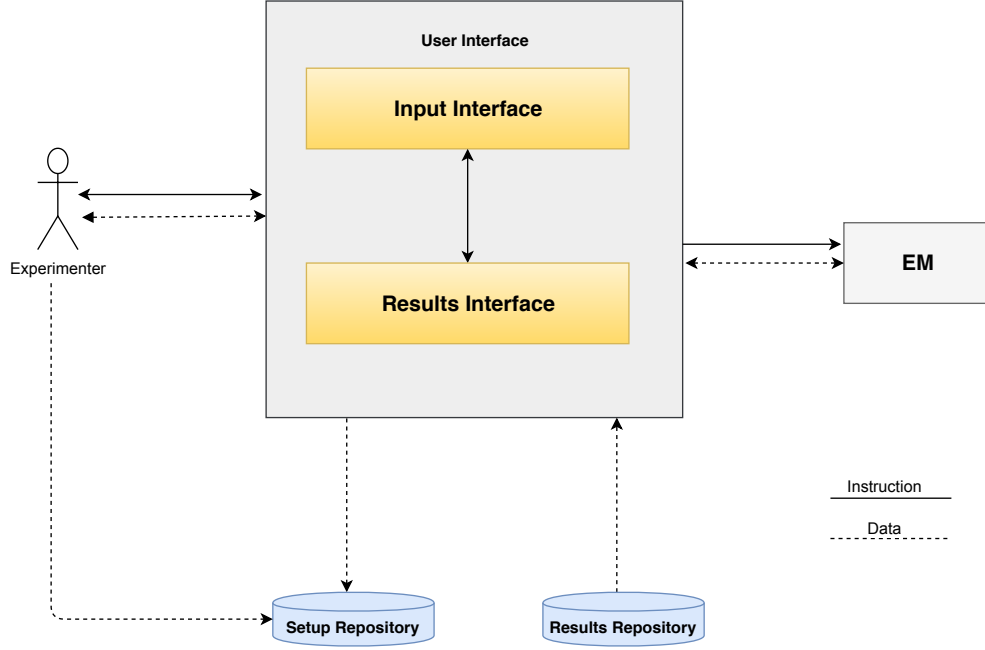 User Interface
Input Interface
Experimenter
EM
Results Interface
Instruction
Data
Setup Repository
Results Repository